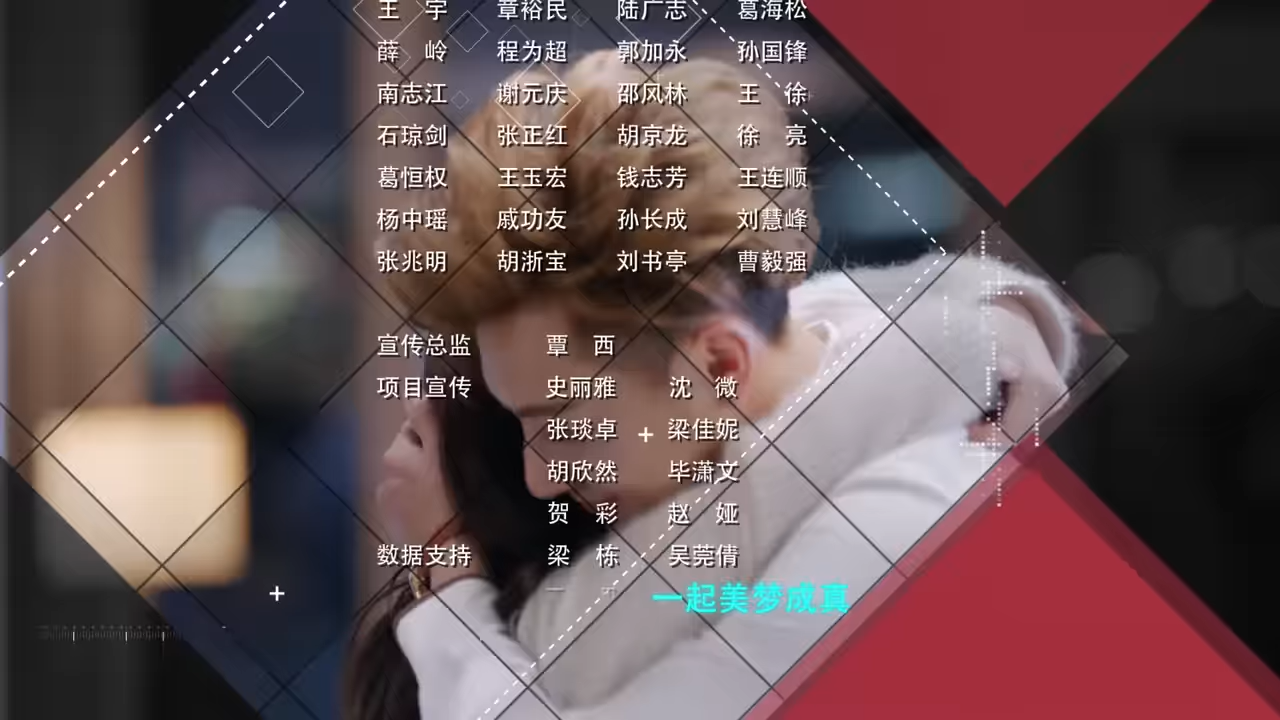 王 宇 章裕民 陆广志 葛海松
薛 岭 程为超 郭加永 孙国锋
南志江 谢元庆 邵风林 王 徐
石琼剑 张正红 胡京龙 徐 亮
葛恒权 王玉宏 钱志芳 王连顺
杨中瑶 戚功友 孙长成 刘慧峰
张兆明 胡浙宝 刘书亭 曹毅强
宣传总监 覃 西
项目宣传 史丽雅 沈 微
张琰卓 梁佳妮
胡欣然 毕潇文
贺 彩 赵 娅
数据支持 梁 栋 吴莞倩
一起美梦成真